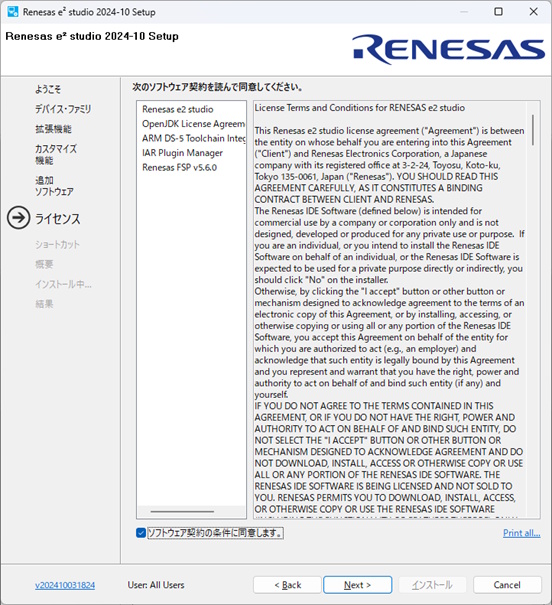 Renesas e² studio 2024-10 Setup
Renesas e² studio 2024-10 Setup
RENESAS
ようこそ
デバイス・ファミリ
拡張機能
カスタマイズ
機能
追加
ソフトウェア
ライセンス
ショートカット
概要
インストール中...
結果
次のソフトウェア契約を読んで同意してください。
Renesas e2 studio
OpenJDK License Agreem
ARM DS-5 Toolchain Integ
IAR Plugin Manager
Renesas FSP v5.6.0
License Terms and Conditions for RENESAS e2 studio
This Renesas e2 studio license agreement ("Agreement") is between
the entity on whose behalf you are entering into this Agreement
("Client") and Renesas Electronics Corporation, a Japanese
company with its registered office at 3-2-24, Toyosu, Koto-ku,
Tokyo 135-0061, Japan ("Renesas"). YOU SHOULD READ THIS
AGREEMENT CAREFULLY, AS IT CONSTITUTES A BINDING
CONTRACT BETWEEN CLIENT AND RENESAS.
The Renesas IDE Software (defined below) is intended for
commercial use by a company or corporation only and is not
designed, developed or produced for any private use or purpose. If
you are an individual, or you intend to install the Renesas IDE
Software on behalf of an individual, or the Renesas IDE Software is
expected to be used for a private purpose directly or indirectly, you
should click "No" on the installer.
Otherwise, by clicking the "I accept" button or other button or
mechanism designed to acknowledge agreement to the terms of an
electronic copy of this Agreement, or by installing, accessing, or
otherwise copying or using all or any portion of the Renesas IDE
Software, you accept this Agreement on behalf of the entity for
which you are authorized to act (e.g., an employer) and
acknowledge that such entity is legally bound by this Agreement
and you represent and warrant that you have the right, power and
authority to act on behalf of and bind such entity (if any) and
yourself.
IF YOU DO NOT AGREE TO THE TERMS CONTAINED IN THIS
AGREEMENT, OR IF YOU DO NOT HAVE THE RIGHT, POWER AND
AUTHORITY TO ACT ON BEHALF OF AND BIND SUCH ENTITY, DO
NOT SELECT THE "I ACCEPT" BUTTON OR OTHER BUTTON OR
MECHANISM DESIGNED TO ACKNOWLEDGE AGREEMENT AND DO
NOT DOWNLOAD, INSTALL, ACCESS OR OTHERWISE COPY OR USE
ALL OR ANY PORTION OF THE RENESAS IDE SOFTWARE. THE
RENESAS IDE SOFTWARE IS BEING LICENSED AND NOT SOLD TO
YOU. RENESAS PERMITS YOU TO DOWNLOAD, INSTALL, ACCESS,
OR OTHERWISE COPY OR USE THE RENESAS IDE SOFTWARE
ソフトウェア契約の条件に同意します。
Print all...
v202410031824
User: All Users
< Back
Next >
インストール
Cancel